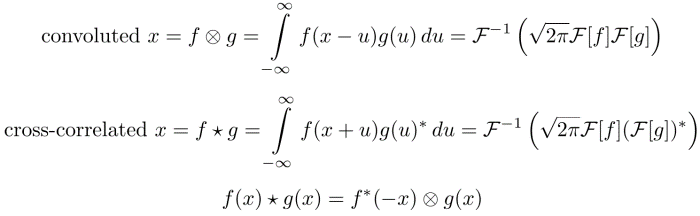 convoluted x = f ⊗ g = ∫_{-∞}^{∞} f(x − u)g(u) du = ℱ⁻¹(√(2π)ℱ[f]ℱ[g])
cross-correlated x = f ⋆ g = ∫_{-∞}^{∞} f(x + u)g(u)* du = ℱ⁻¹(√(2π)ℱ[f](ℱ[g])*)
f(x) ⋆ g(x) = f*(−x) ⊗ g(x)